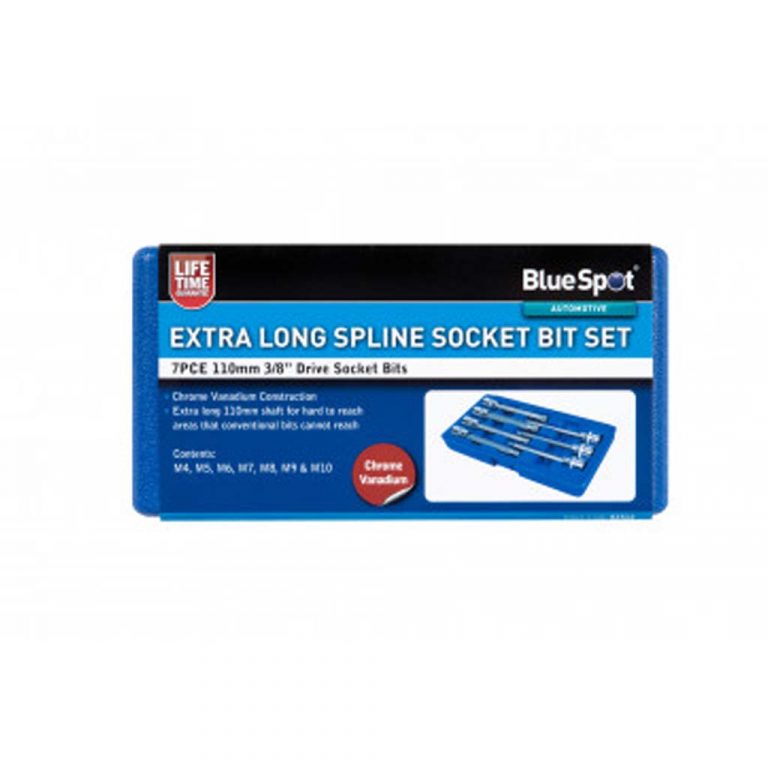 LIFE
TIME
GUARANTEE
BlueSpot®
AUTOMOTIVE
EXTRA LONG SPLINE SOCKET BIT SET
7PCE 110mm 3/8" Drive Socket Bits
· Chrome Vanadium Construction
· Extra long 110mm shaft for hard to reach
areas that conventional bits cannot reach
Contents:
M4, M5, M6, M7, M8, M9 & M10
Chrome
Vanadium